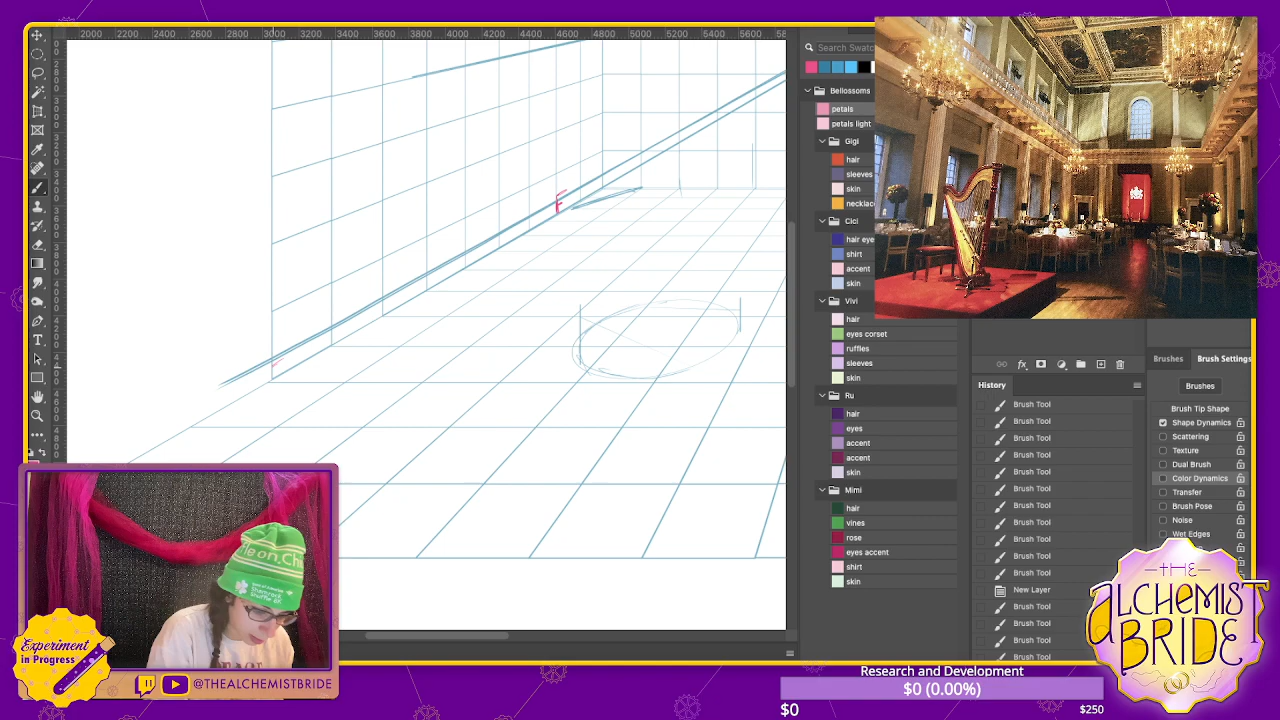 2000 2200 2400 2600 2800 3000 3200 3400 3600 3800 4000 4200 4400 4600 4800 5000 5200 5400 5600
Search Swatc
Bellossoms
petals
petals light
Gigi
hair
sleeves
skin
necklac
Cici
hair eye
shirt
accent
skin
Vivi
hair
eyes corset
ruffles
sleeves
skin
Ru
hair
eyes
accent
accent
skin
Mimi
hair
vines
rose
eyes accent
shirt
skin
fx
History
Brush Tool
Brush Tool
Brush Tool
Brush Tool
Brush Tool
Brush Tool
Brush Tool
Brush Tool
Brush Tool
Brush Tool
Brush Tool
New Layer
Brush Tool
Brush Tool
Brush Tool
Brush Tool
Brushes Brush Settings
Brushes
Brush Tip Shape
Shape Dynamics
Scattering
Texture
Dual Brush
Color Dynamics
Transfer
Brush Pose
Noise
Wet Edges
Shamrock
Shuffle
Experiment
in Progress
@THEALCHEMISTBRIDE
THE
ALCHEMIST
BRIDE
Research and Development
$0 (0.00%)
$0
$250